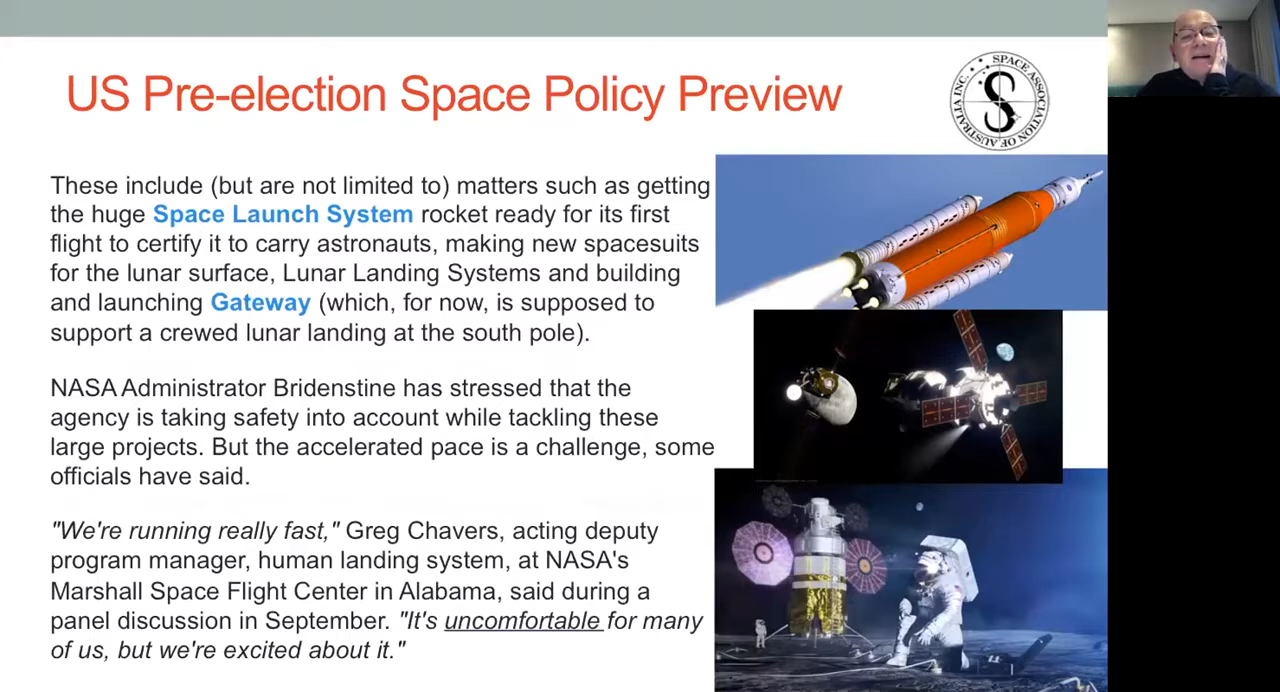 US Pre-election Space Policy Preview
SPACE ASSOCIATION OF AUSTRALIA INC.
S
These include (but are not limited to) matters such as getting
the huge Space Launch System rocket ready for its first
flight to certify it to carry astronauts, making new spacesuits
for the lunar surface, Lunar Landing Systems and building
and launching Gateway (which, for now, is supposed to
support a crewed lunar landing at the south pole).
NASA Administrator Bridenstine has stressed that the
agency is taking safety into account while tackling these
large projects. But the accelerated pace is a challenge, some
officials have said.
"We're running really fast," Greg Chavers, acting deputy
program manager, human landing system, at NASA's
Marshall Space Flight Center in Alabama, said during a
panel discussion in September. "It's uncomfortable for many
of us, but we're excited about it."